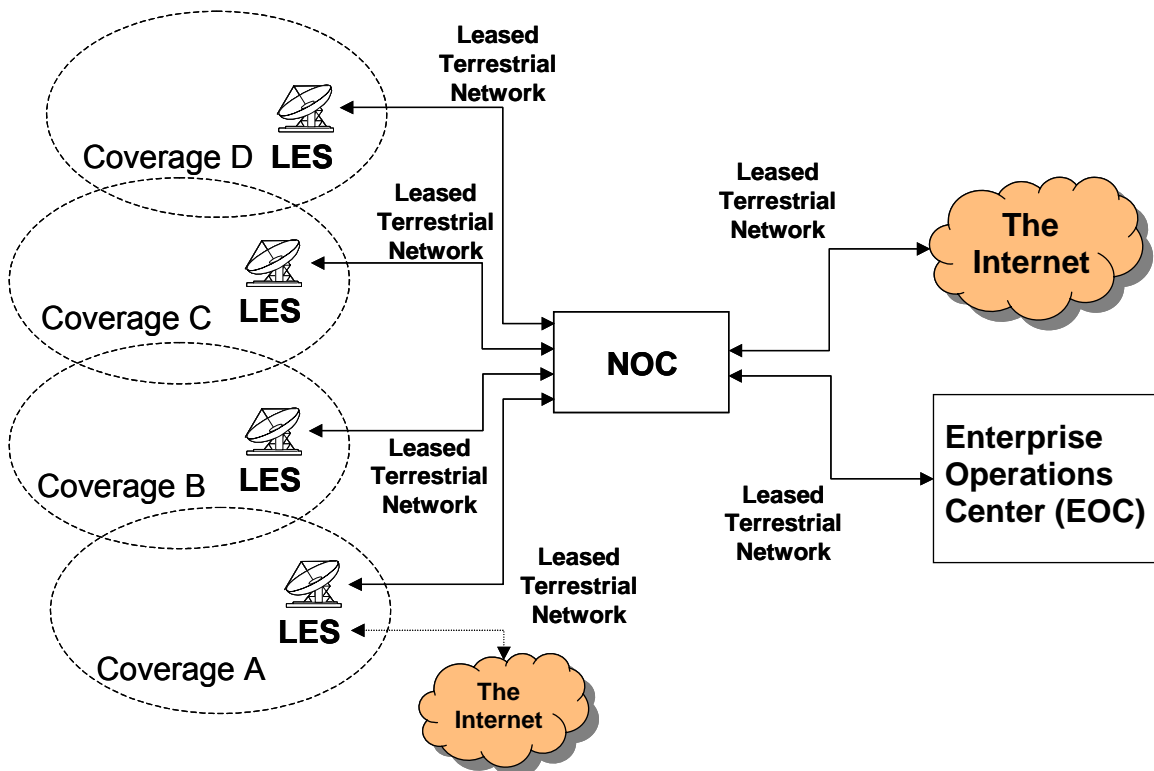 Leased
Terrestrial
Network
Coverage D
LES
Leased
Terrestrial
Network
Coverage C
LES
Leased
Terrestrial
Network
The
Internet
NOC
Coverage B
LES
Leased
Terrestrial
Network
Enterprise
Operations
Center (EOC)
Leased
Terrestrial
Network
Coverage A
LES
Leased
Terrestrial
Network
The
Internet